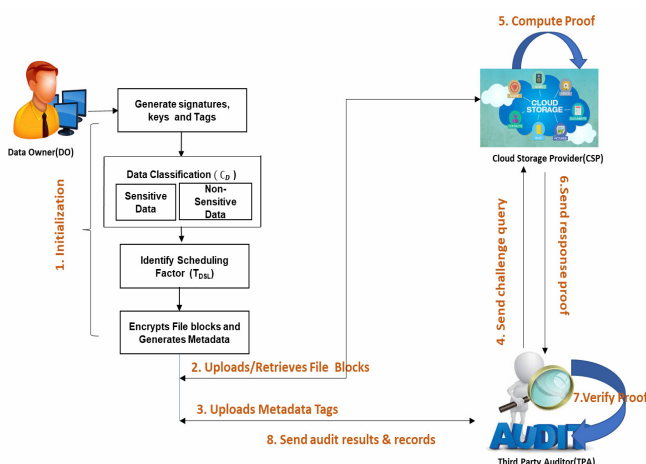 5. Compute Proof
Generate signatures,
keys and Tags
CLOUD
STORAGE
Data Owner(DO)
Cloud Storage Provider(CSP)
Data Classification ( ℂ_D )
Sensitive
Data
Non-
Sensitive
Data
1. Initialization
Identify Scheduling
Factor (T_DSL)
4. Send challenge query
6.Send response proof
Encrypts File blocks and
Generates Metadata
2. Uploads/Retrieves File Blocks
7.Verify Proof
3. Uploads Metadata Tags
AUDIT
8. Send audit results & records
Third Party Auditor(TPA)